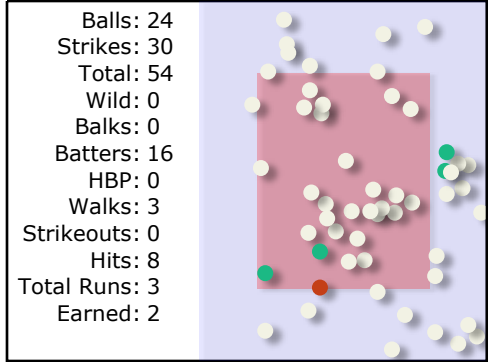 Balls: 24
Strikes: 30
Total: 54
Wild: 0
Balks: 0
Batters: 16
HBP: 0
Walks: 3
Strikeouts: 0
Hits: 8
Total Runs: 3
Earned: 2